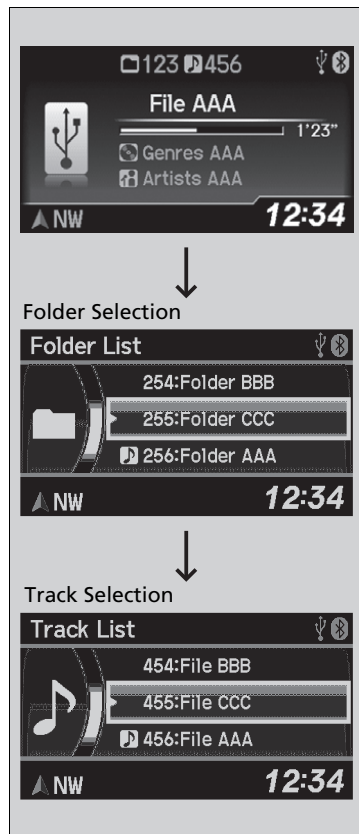 123 456
File AAA
1'23"
Genres AAA
Artists AAA
NW 12:34
Folder Selection
Folder List
254:Folder BBB
255:Folder CCC
256:Folder AAA
NW 12:34
Track Selection
Track List
454:File BBB
455:File CCC
456:File AAA
NW 12:34